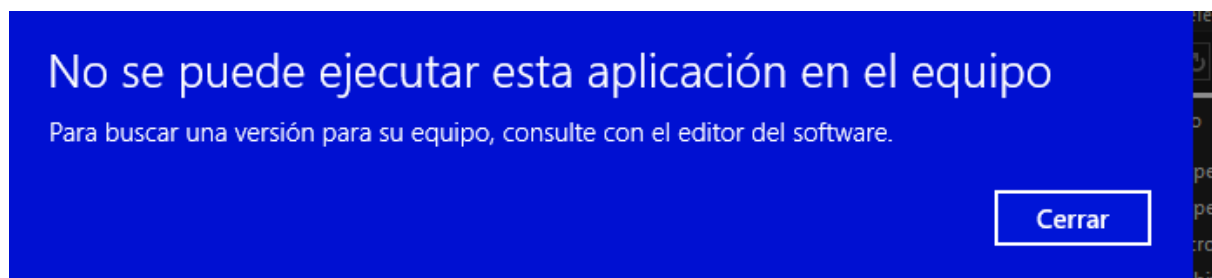 No se puede ejecutar esta aplicación en el equipo
Para buscar una versión para su equipo, consulte con el editor del software.
Cerrar